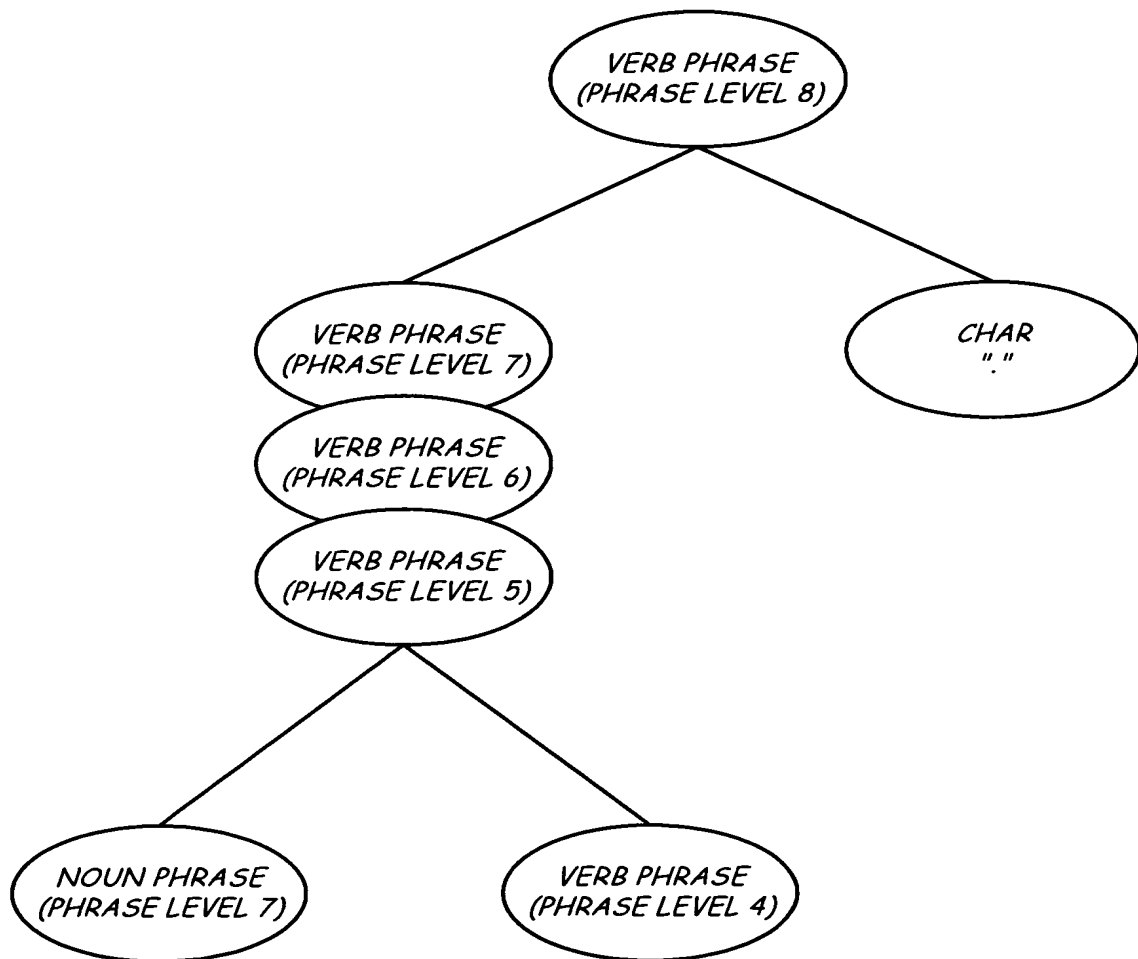 VERB PHRASE
(PHRASE LEVEL 8)
VERB PHRASE
(PHRASE LEVEL 7)
CHAR
"."
VERB PHRASE
(PHRASE LEVEL 6)
VERB PHRASE
(PHRASE LEVEL 5)
NOUN PHRASE
(PHRASE LEVEL 7)
VERB PHRASE
(PHRASE LEVEL 4)